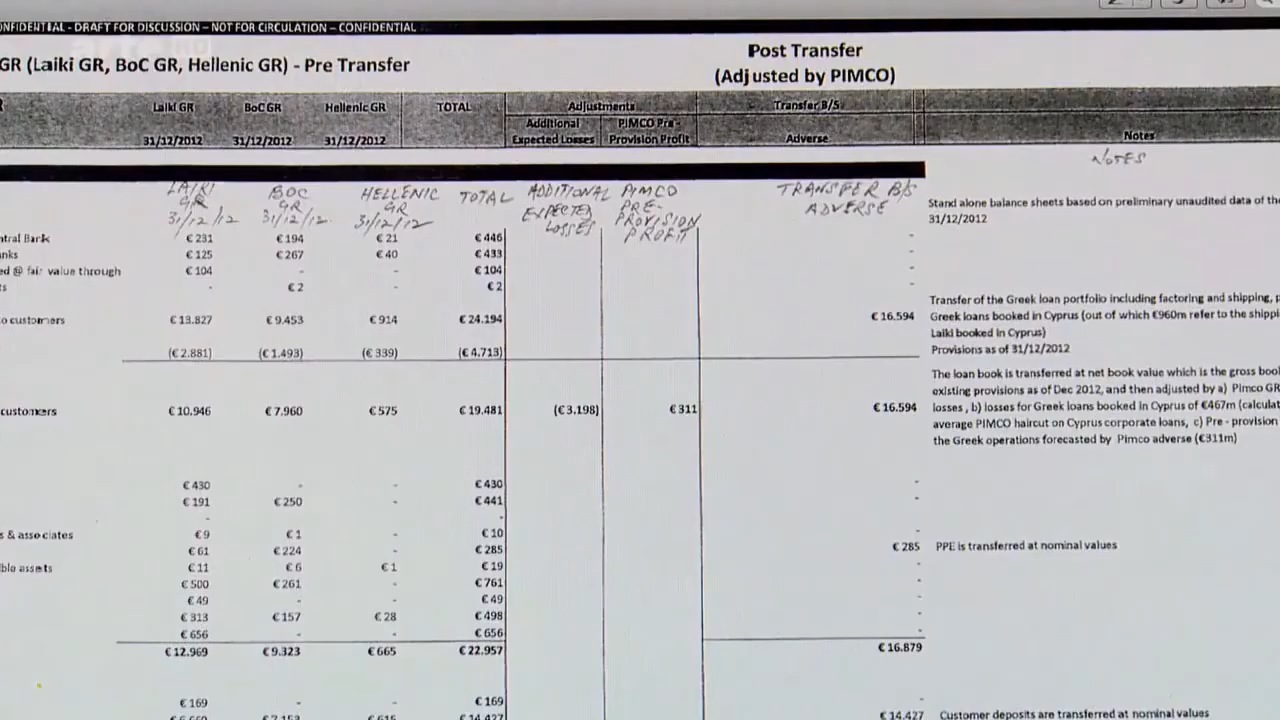 CONFIDENTIAL - DRAFT FOR DISCUSSION – NOT FOR CIRCULATION – CONFIDENTIAL
GR (Laiki GR, BoC GR, Hellenic GR) - Pre Transfer
Post Transfer
(Adjusted by PIMCO)
Laiki GR BoC GR Hellenic GR TOTAL Adjustments Transfer B/S
Additional PIMCO Pre -
31/12/2012 31/12/2012 31/12/2012 Expected Losses Provision Profit Adverse Notes
NOTES
LAIKI BOC HELLENIC TOTAL ADDITIONAL PIMCO TRANSFER B/S
GR GR GR EXPECTED PRE- ADVERSE
31/12/12 31/12/12 31/12/12 LOSSES PROVISION
PROFIT
Stand alone balance sheets based on preliminary unaudited data of the
31/12/2012
ntral Bank € 231 € 194 € 21 € 446 -
nks € 125 € 267 € 40 € 433 -
ed @ fair value through € 104 - - € 104 -
ts - € 2 - € 2 -
Transfer of the Greek loan portfolio including factoring and shipping, p
o customers € 13.827 € 9.453 € 914 € 24.194 € 16.594 Greek loans booked in Cyprus (out of which €960m refer to the shippi
Laiki booked in Cyprus)
(€ 2.881) (€ 1.493) (€ 339) (€ 4.713) Provisions as of 31/12/2012
The loan book is transferred at net book value which is the gross boo
existing provisions as of Dec 2012, and then adjusted by a) Pimco GR
customers € 10.946 € 7.960 € 575 € 19.481 (€ 3.198) € 311 € 16.594 losses , b) losses for Greek loans booked in Cyprus of €467m (calculat
average PIMCO haircut on Cyprus corporate loans, c) Pre - provision
the Greek operations forecasted by Pimco adverse (€311m)
€ 430 - - € 430 -
€ 191 € 250 - € 441 -
- -
s & associates € 9 € 1 - € 10 -
€ 61 € 224 - € 285 € 285 PPE is transferred at nominal values
ble assets € 11 € 6 € 1 € 19 -
€ 500 € 261 - € 761 -
€ 49 - - € 49 -
€ 313 € 157 € 28 € 498 -
€ 656 - - € 656 -
€ 12.969 € 9.323 € 665 € 22.957 € 16.879
€ 169 - - € 169 -
€ 14.427 € 14.427 Customer deposits are transferred at nominal values